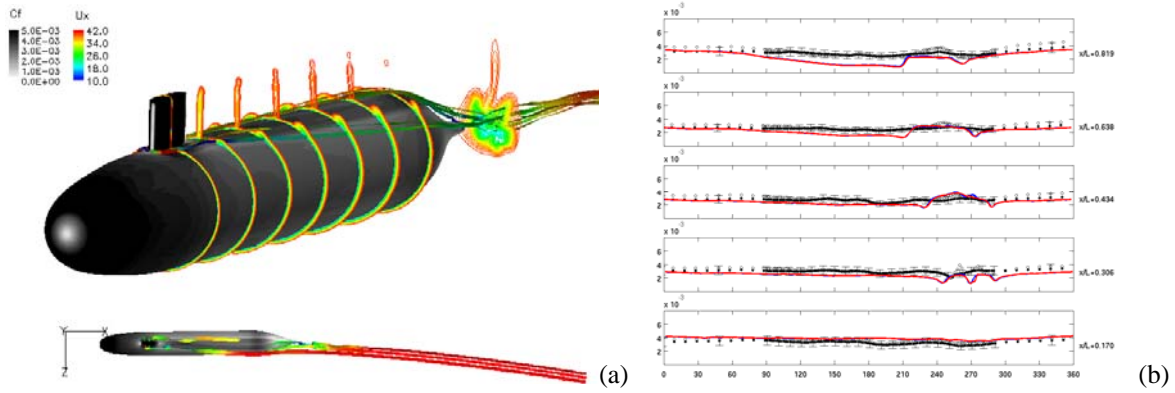 Cf Ux
5.0E-03 42.0
4.0E-03 34.0
3.0E-03 26.0
2.0E-03 18.0
1.0E-03 10.0
0.0E+00
Y X
Z
(a)
x 10⁻³
6
4
2
x/L=0.819
x 10⁻³
6
4
2
x/L=0.638
x 10⁻³
6
4
2
x/L=0.434
x 10⁻³
6
4
2
x/L=0.306
x 10⁻³
6
4
2
x/L=0.170
0 30 60 90 120 150 180 210 240 270 300 330 360
(b)